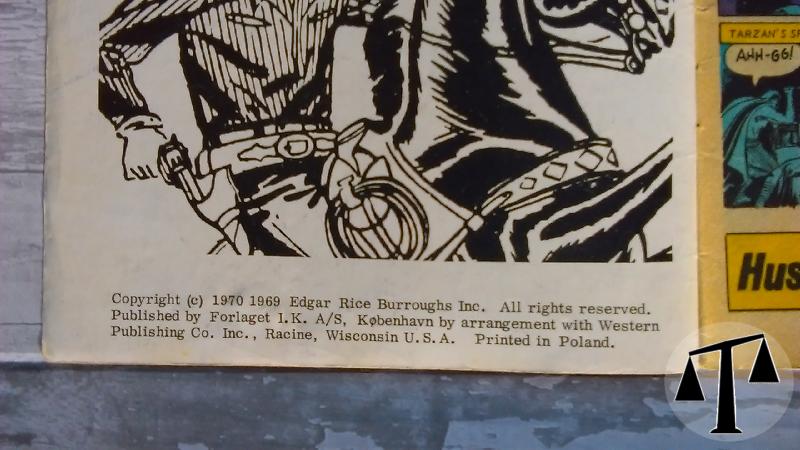 TARZAN'S
AHH-GG!
Hus
Copyright (c) 1970 1969 Edgar Rice Burroughs Inc. All rights reserved.
Published by Forlaget I.K. A/S, København by arrangement with Western
Publishing Co. Inc., Racine, Wisconsin U.S.A. Printed in Poland.